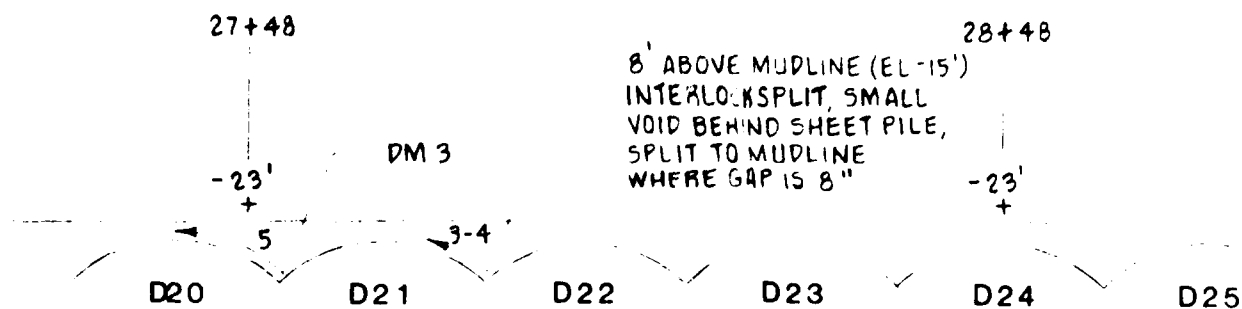 27+48
28+48
8' ABOVE MUDLINE (EL -15')
INTERLOCKSPLIT, SMALL
VOID BEHIND SHEET PILE,
SPLIT TO MUDLINE
WHERE GAP IS 8"
DM 3
-23'
+
-23'
+
5
3-4
D20
D21
D22
D23
D24
D25